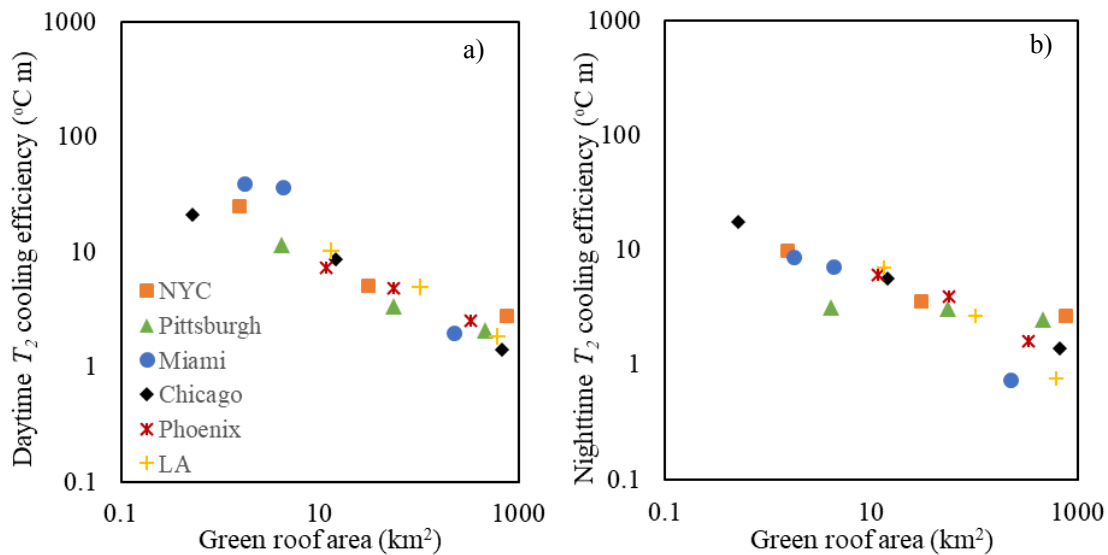 a)
Daytime T2 cooling efficiency (°C m)
1000
100
10
1
0.1
NYC
Pittsburgh
Miami
Chicago
Phoenix
LA
0.1 10 1000
Green roof area (km²)
b)
Nighttime T2 cooling efficiency (°C m)
1000
100
10
1
0.1
0.1 10 1000
Green roof area (km²)